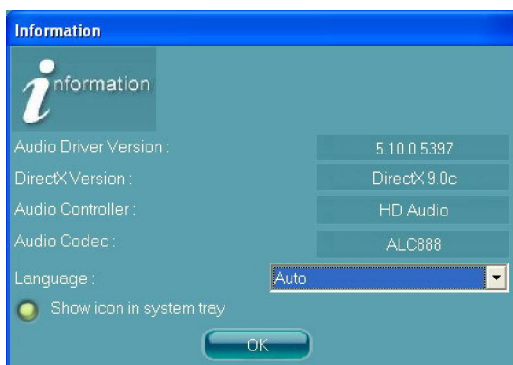 Information
information
Audio Driver Version : 5.10.0.5397
DirectX Version : DirectX 9.0c
Audio Controller : HD Audio
Audio Codec : ALC888
Language : Auto
Show icon in system tray
OK